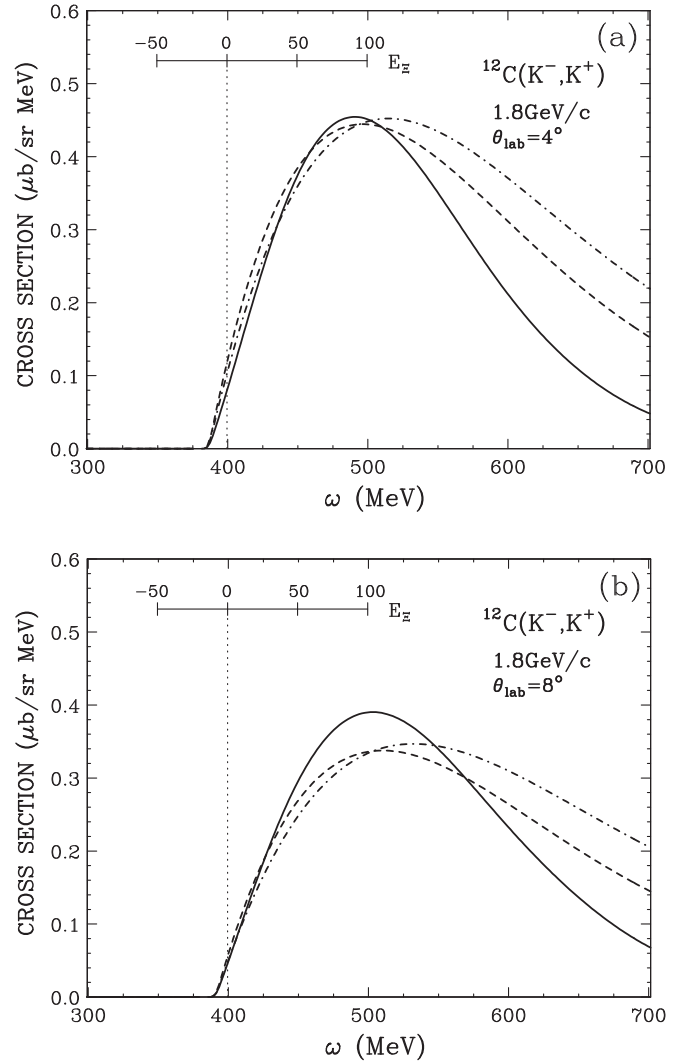 0.6
0.5
0.4
0.3
0.2
0.1
0.0
CROSS SECTION (μb/sr MeV)
−50 0 50 100
E_Ξ
(a)
¹²C(K⁻,K⁺)
1.8GeV/c
θ_lab=4°
300 400 500 600 700
ω (MeV)
0.6
0.5
0.4
0.3
0.2
0.1
0.0
CROSS SECTION (μb/sr MeV)
−50 0 50 100
E_Ξ
(b)
¹²C(K⁻,K⁺)
1.8GeV/c
θ_lab=8°
300 400 500 600 700
ω (MeV)